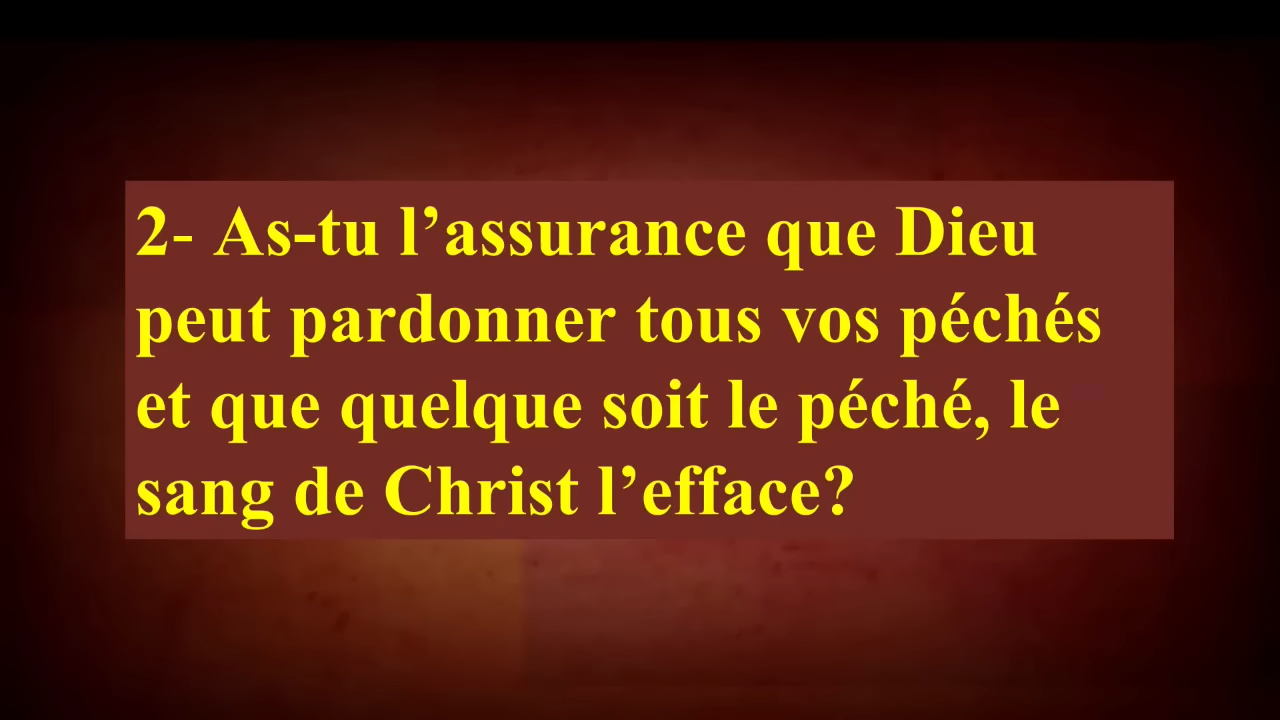 2- As-tu l’assurance que Dieu
peut pardonner tous vos péchés
et que quelque soit le péché, le
sang de Christ l’efface?